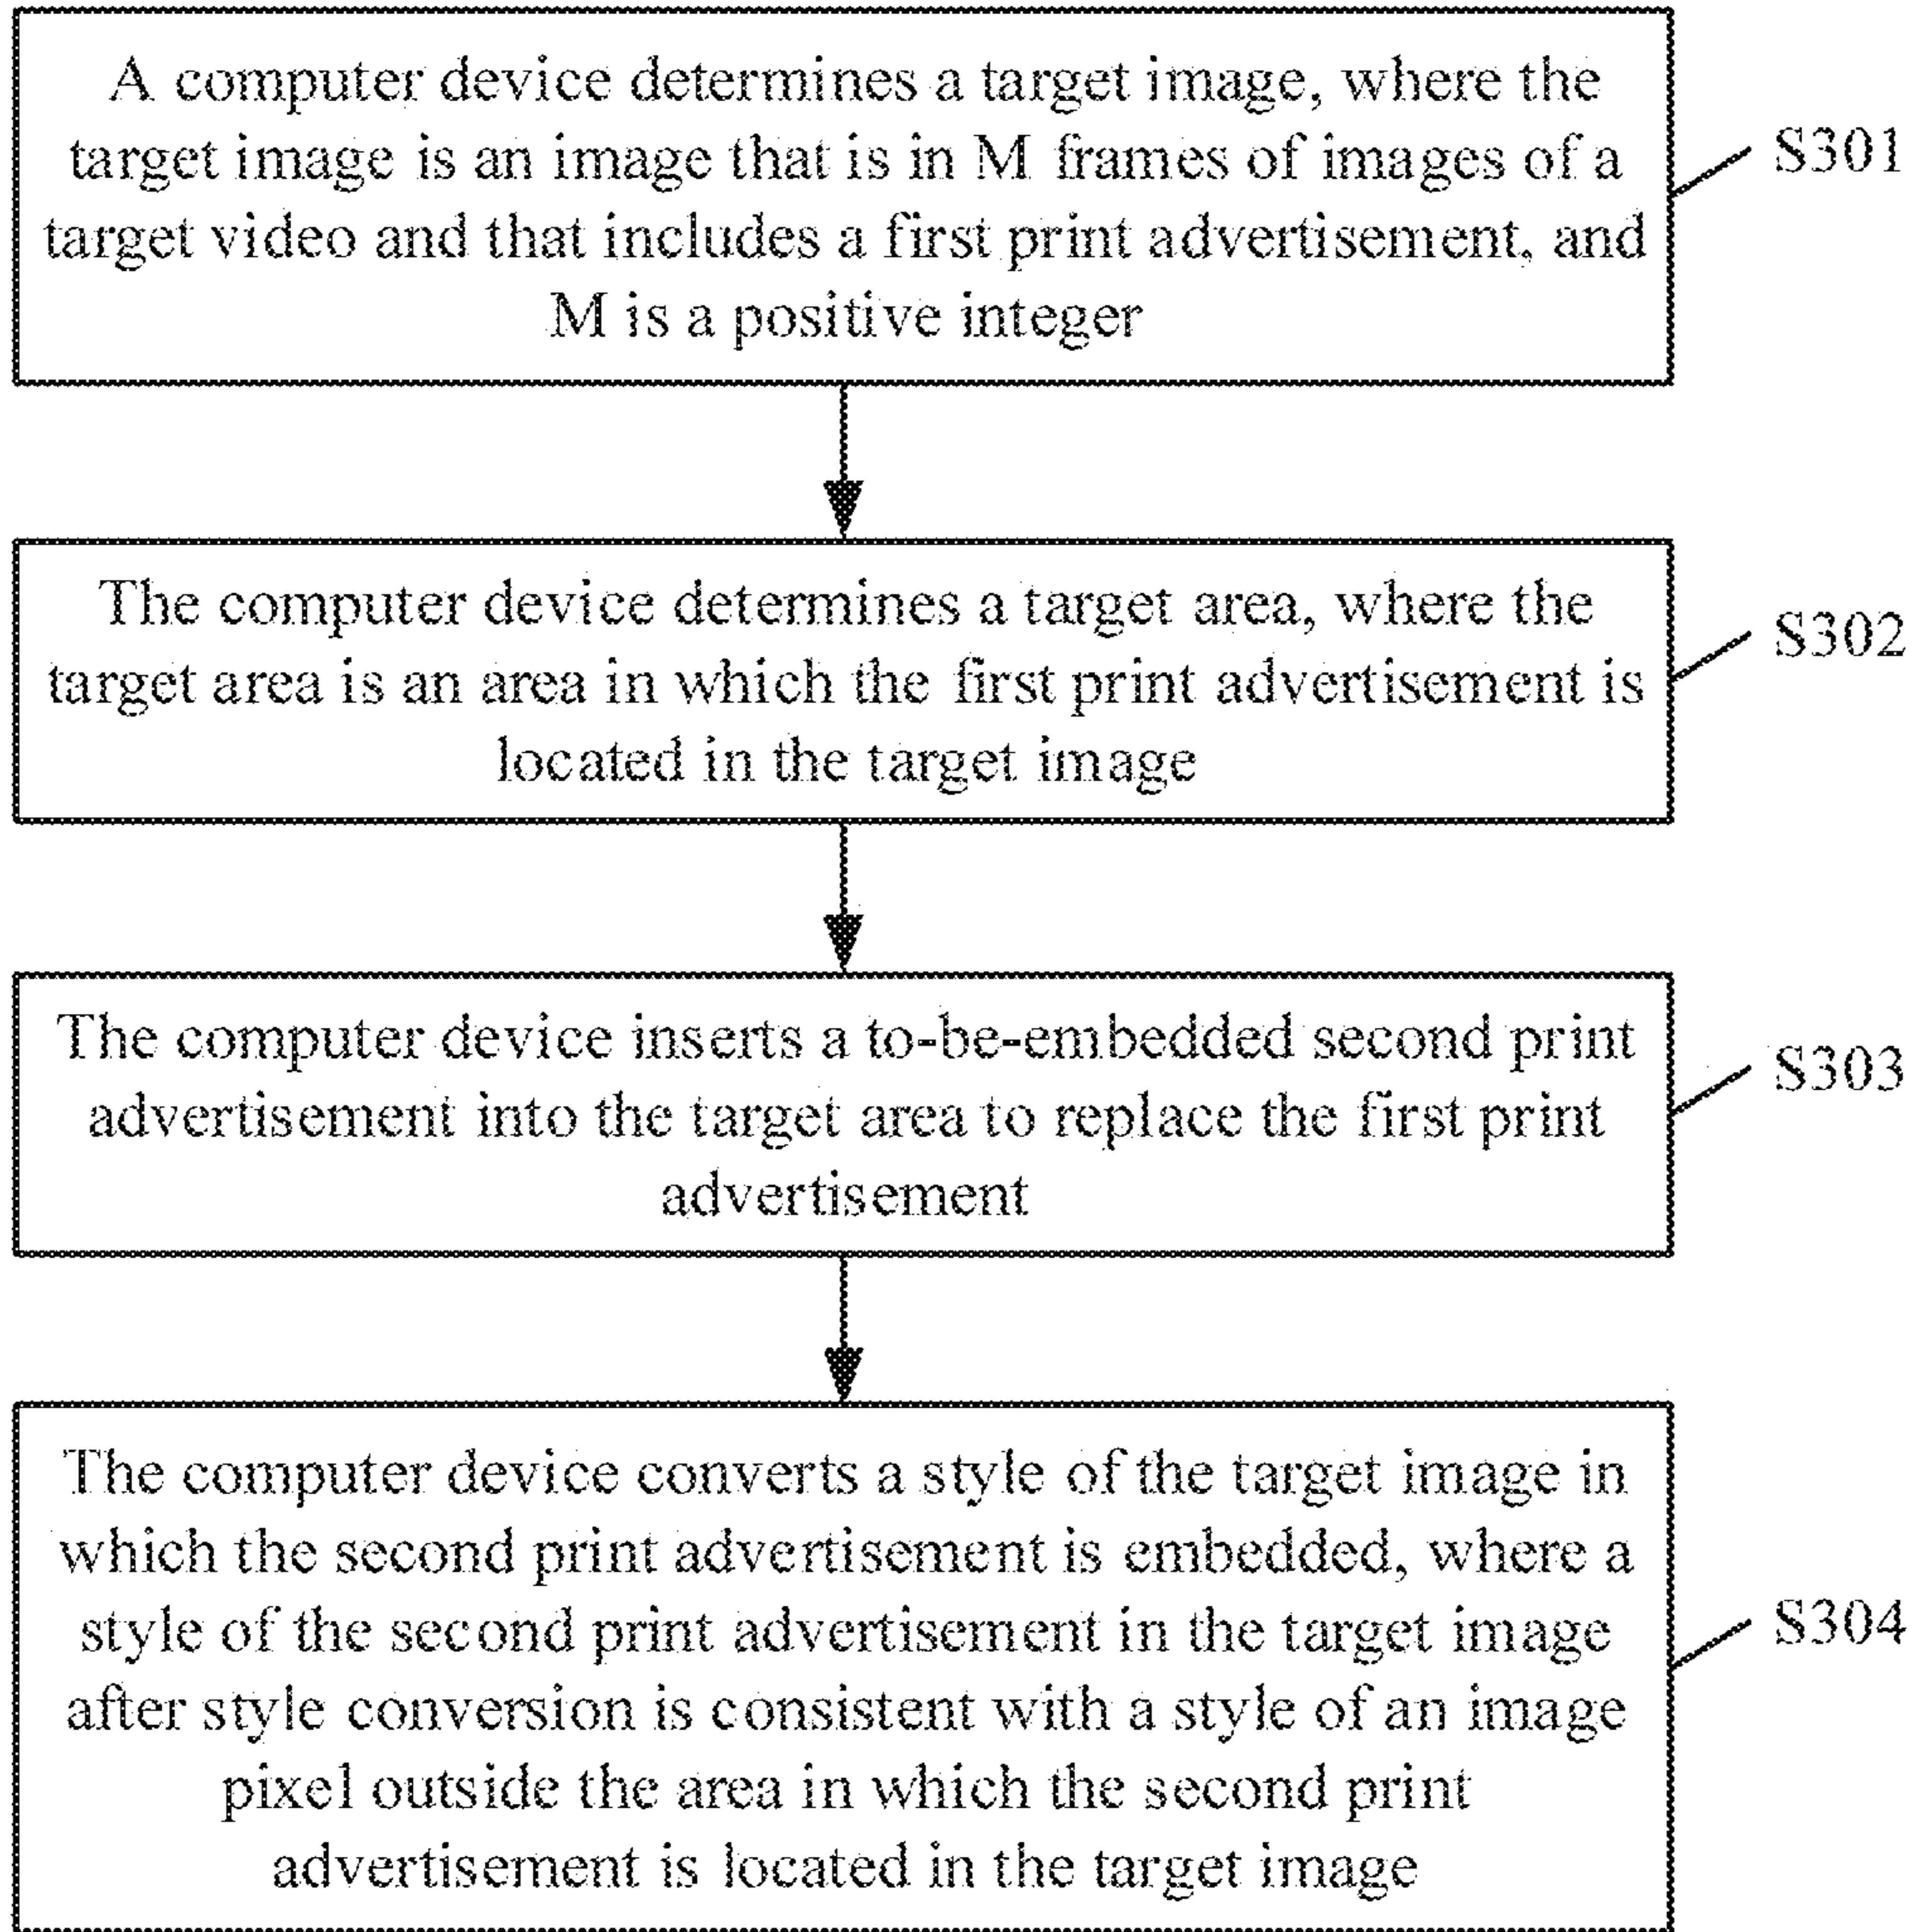 A computer device determines a target image, where the
target image is an image that is in M frames of images of a
target video and that includes a first print advertisement, and
M is a positive integer
S301
The computer device determines a target area, where the
target area is an area in which the first print advertisement is
located in the target image
S302
The computer device inserts a to-be-embedded second print
advertisement into the target area to replace the first print
advertisement
S303
The computer device converts a style of the target image in
which the second print advertisement is embedded, where a
style of the second print advertisement in the target image
after style conversion is consistent with a style of an image
pixel outside the area in which the second print
advertisement is located in the target image
S304